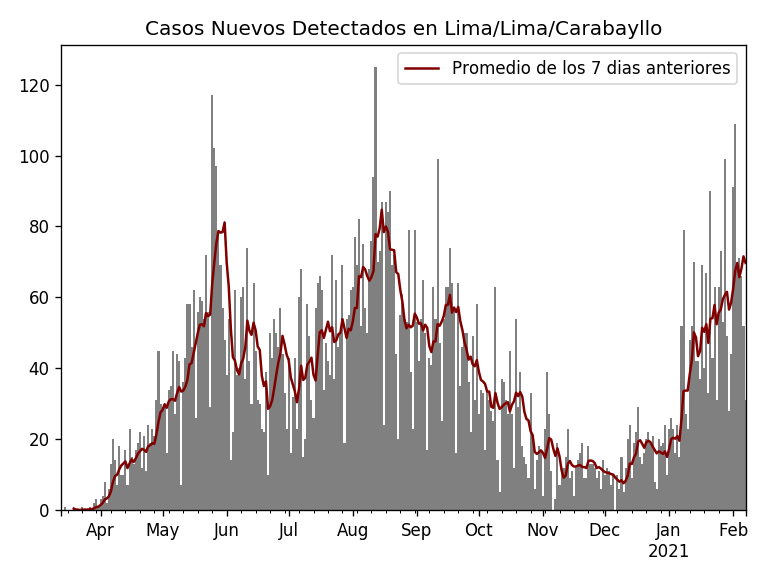 Casos Nuevos Detectados en Lima/Lima/Carabayllo
Promedio de los 7 dias anteriores
120
100
80
60
40
20
0
Apr May Jun Jul Aug Sep Oct Nov Dec Jan Feb
2021